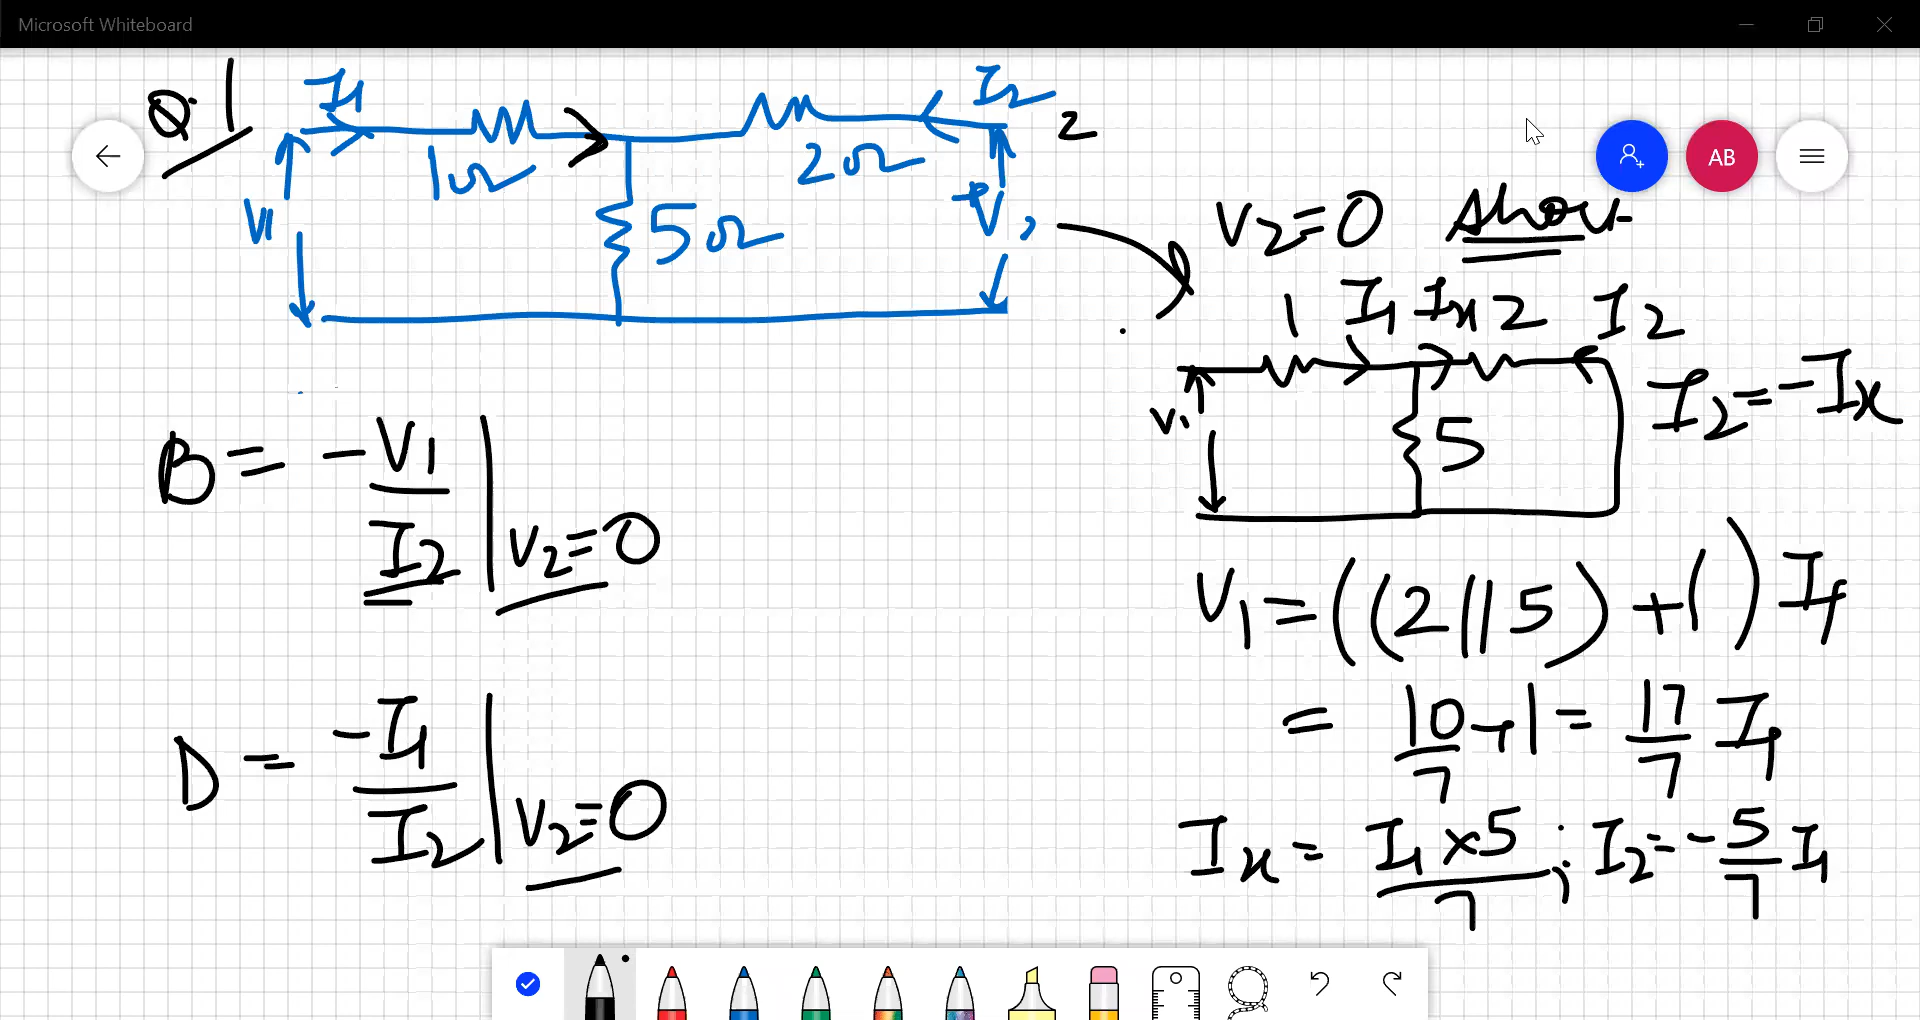 Microsoft Whiteboard
Q.1
I1
I2
2
1Ω
2Ω
V1
5Ω
V2
AB
V2=0 short
1 I1 Ix 2 I2
V1
5
I2=-Ix
B = -V1/I2 | V2=0
V1 = ((2||5)+1) I1
= 10/7 + 1 = 17/7 I1
D = -I1/I2 | V2=0
Ix = I1×5/7 ; I2 = -5/7 I1